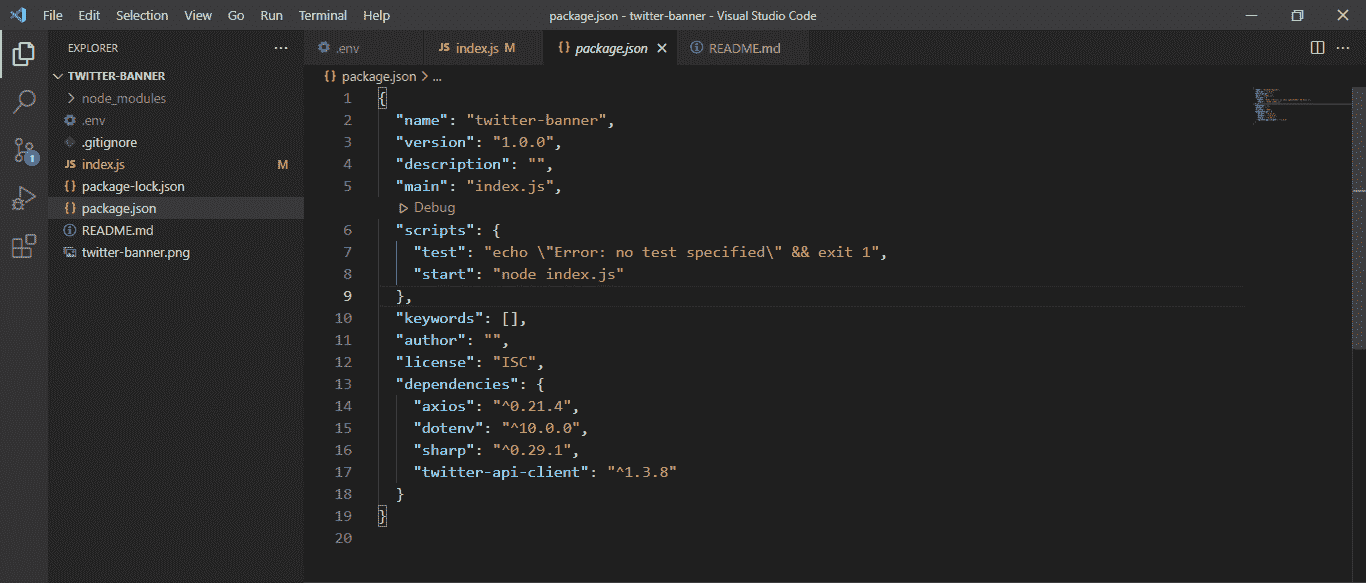 File Edit Selection View Go Run Terminal Help package.json - twitter-banner - Visual Studio Code
EXPLORER
TWITTER-BANNER
node_modules
.env
.gitignore
JS index.js M
{} package-lock.json
{} package.json
README.md
twitter-banner.png
1
.env JS index.js M {} package.json README.md
{} package.json > ...
1 {
2 "name": "twitter-banner",
3 "version": "1.0.0",
4 "description": "",
5 "main": "index.js",
Debug
6 "scripts": {
7 "test": "echo \"Error: no test specified\" && exit 1",
8 "start": "node index.js"
9 },
10 "keywords": [],
11 "author": "",
12 "license": "ISC",
13 "dependencies": {
14 "axios": "^0.21.4",
15 "dotenv": "^10.0.0",
16 "sharp": "^0.29.1",
17 "twitter-api-client": "^1.3.8"
18 }
19 }
20